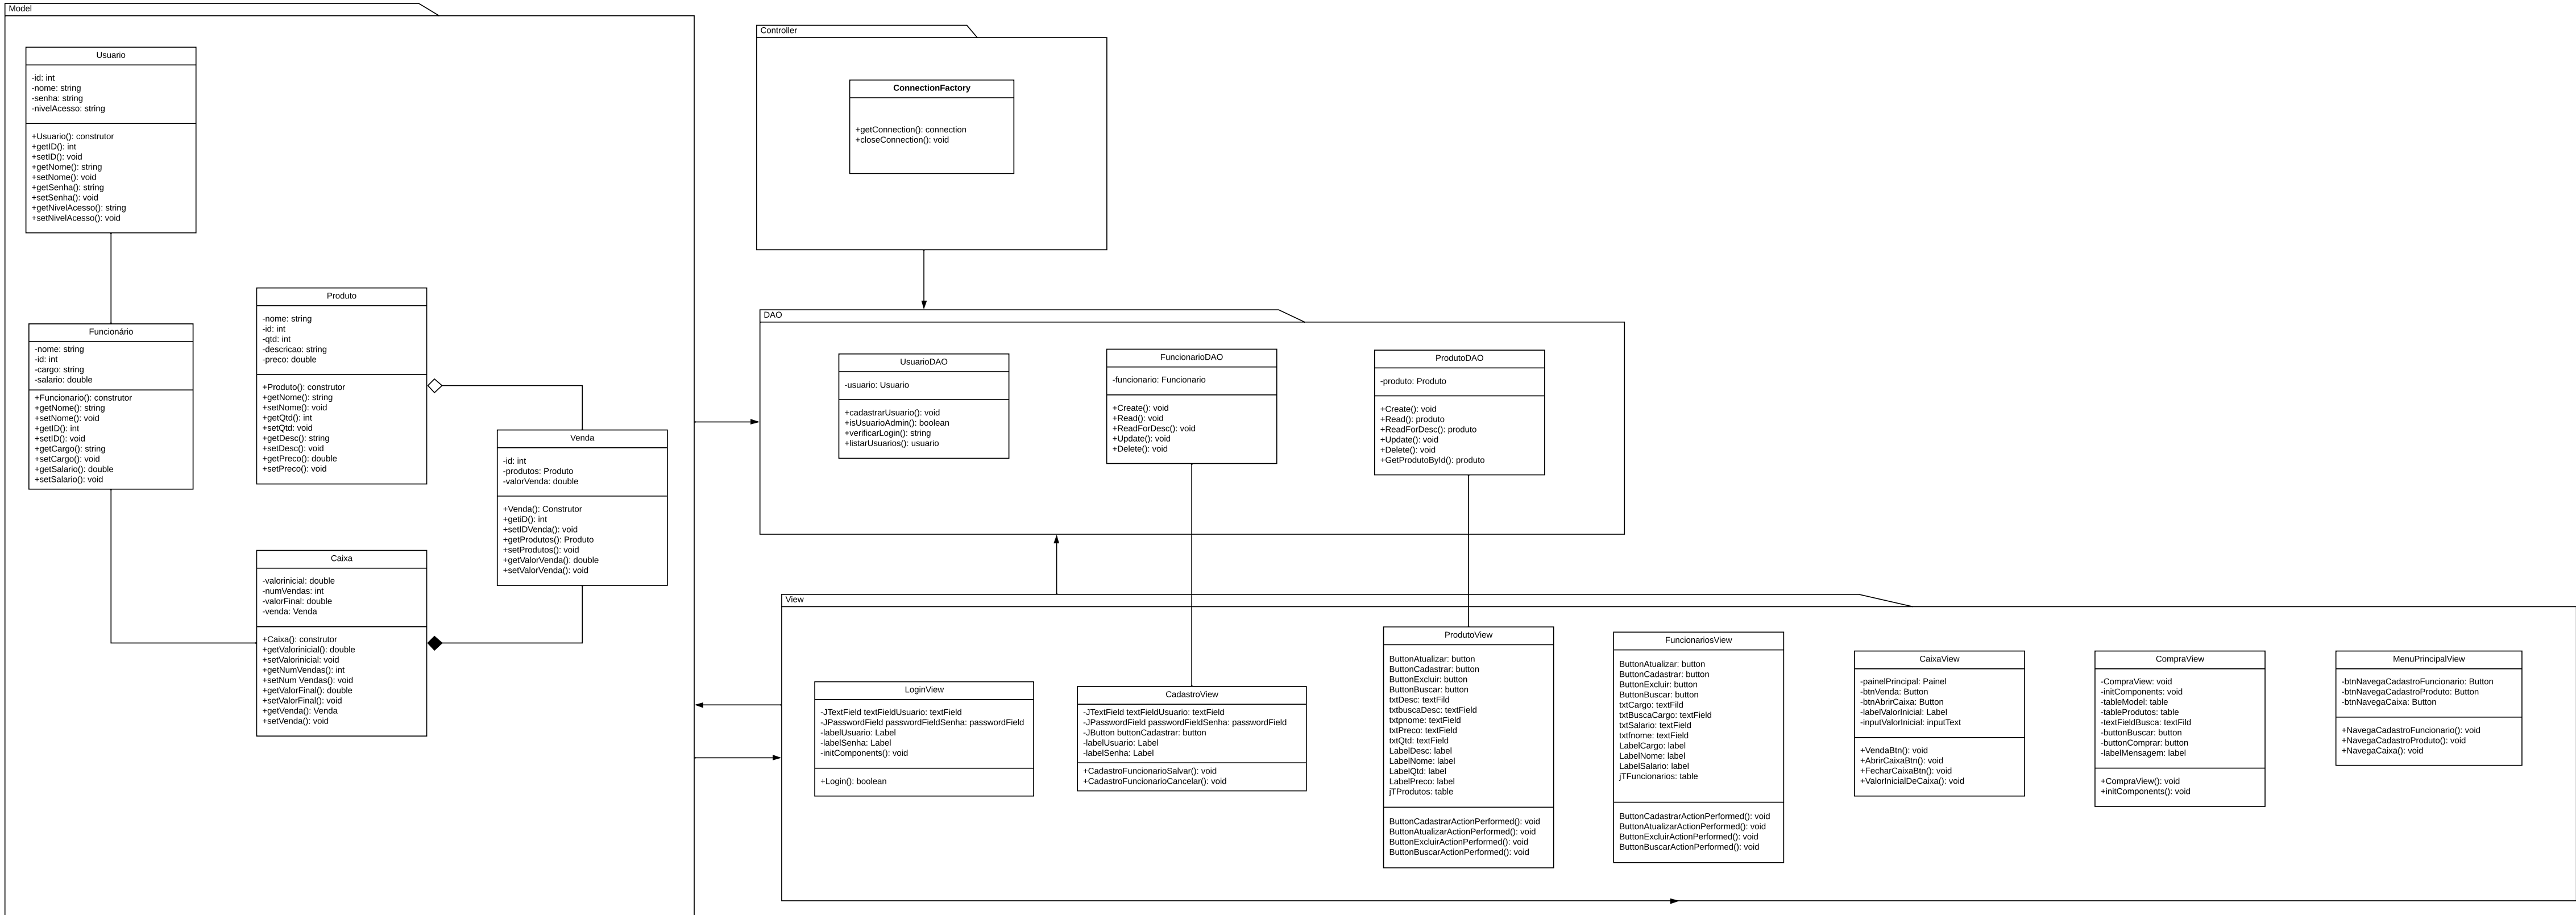 Model
Usuario
-id: int
-nome: string
-senha: string
-nivelAcesso: string
+Usuario(): construtor
+getID(): int
+setID(): void
+getNome(): string
+setNome(): void
+getSenha(): string
+setSenha(): void
+getNivelAcesso(): string
+setNivelAcesso(): void
Funcionário
-nome: string
-id: int
-cargo: string
-salario: double
+Funcionario(): construtor
+getNome(): string
+setNome(): void
+getID(): int
+setID(): void
+getCargo(): string
+setCargo(): void
+getSalario(): double
+setSalario(): void
Produto
-nome: string
-id: int
-qtd: int
-descricao: string
-preco: double
+Produto(): construtor
+getNome(): string
+setNome(): void
+getQtd(): int
+setQtd: void
+getDesc(): string
+setDesc(): void
+getPreco(): double
+setPreco(): void
Venda
-id: int
-produtos: Produto
-valorVenda: double
+Venda(): Construtor
+getiD(): int
+setIDVenda(): void
+getProdutos(): Produto
+setProdutos(): void
+getValorVenda(): double
+setValorVenda(): void
Caixa
-valorinicial: double
-numVendas: int
-valorFinal: double
-venda: Venda
+Caixa(): construtor
+getValorinicial(): double
+setValorinicial: void
+getNumVendas(): int
+setNum Vendas(): void
+getValorFinal(): double
+setValorFinal(): void
+getVenda(): Venda
+setVenda(): void
Controller
ConnectionFactory
+getConnection(): connection
+closeConnection(): void
DAO
UsuarioDAO
-usuario: Usuario
+cadastrarUsuario(): void
+isUsuarioAdmin(): boolean
+verificarLogin(): string
+listarUsuarios(): usuario
FuncionarioDAO
-funcionario: Funcionario
+Create(): void
+Read(): void
+ReadForDesc(): void
+Update(): void
+Delete(): void
ProdutoDAO
-produto: Produto
+Create(): void
+Read(): produto
+ReadForDesc(): produto
+Update(): void
+Delete(): void
+GetProdutoById(): produto
View
LoginView
-JTextField textFieldUsuario: textField
-JPasswordField passwordFieldSenha: passwordField
-labelUsuario: Label
-labelSenha: Label
-initComponents(): void
+Login(): boolean
CadastroView
-JTextField textFieldUsuario: textField
-JPasswordField passwordFieldSenha: passwordField
-JButton buttonCadastrar: button
-labelUsuario: Label
-labelSenha: Label
+CadastroFuncionarioSalvar(): void
+CadastroFuncionarioCancelar(): void
ProdutoView
ButtonAtualizar: button
ButtonCadastrar: button
ButtonExcluir: button
ButtonBuscar: button
txtDesc: textFild
txtbuscaDesc: textField
txtpnome: textField
txtPreco: textField
txtQtd: textField
LabelDesc: label
LabelNome: label
LabelQtd: label
LabelPreco: label
jTProdutos: table
ButtonCadastrarActionPerformed(): void
ButtonAtualizarActionPerformed(): void
ButtonExcluirActionPerformed(): void
ButtonBuscarActionPerformed(): void
FuncionariosView
ButtonAtualizar: button
ButtonCadastrar: button
ButtonExcluir: button
ButtonBuscar: button
txtCargo: textFild
txtBuscaCargo: textField
txtSalario: textField
txtfnome: textField
LabelCargo: label
LabelNome: label
LabelSalario: label
jTFuncionarios: table
ButtonCadastrarActionPerformed(): void
ButtonAtualizarActionPerformed(): void
ButtonExcluirActionPerformed(): void
ButtonBuscarActionPerformed(): void
CaixaView
-painelPrincipal: Painel
-btnVenda: Button
-btnAbrirCaixa: Button
-labelValorInicial: Label
-inputValorInicial: inputText
+VendaBtn(): void
+AbrirCaixaBtn(): void
+FecharCaixaBtn(): void
+ValorInicialDeCaixa(): void
CompraView
-CompraView: void
-initComponents: void
-tableModel: table
-tableProdutos: table
-textFieldBusca: textFild
-buttonBuscar: button
-buttonComprar: button
-labelMensagem: label
+CompraView(): void
+initComponents(): void
MenuPrincipalView
-btnNavegaCadastroFuncionario: Button
-btnNavegaCadastroProduto: Button
-btnNavegaCaixa: Button
+NavegaCadastroFuncionario(): void
+NavegaCadastroProduto(): void
+NavegaCaixa(): void